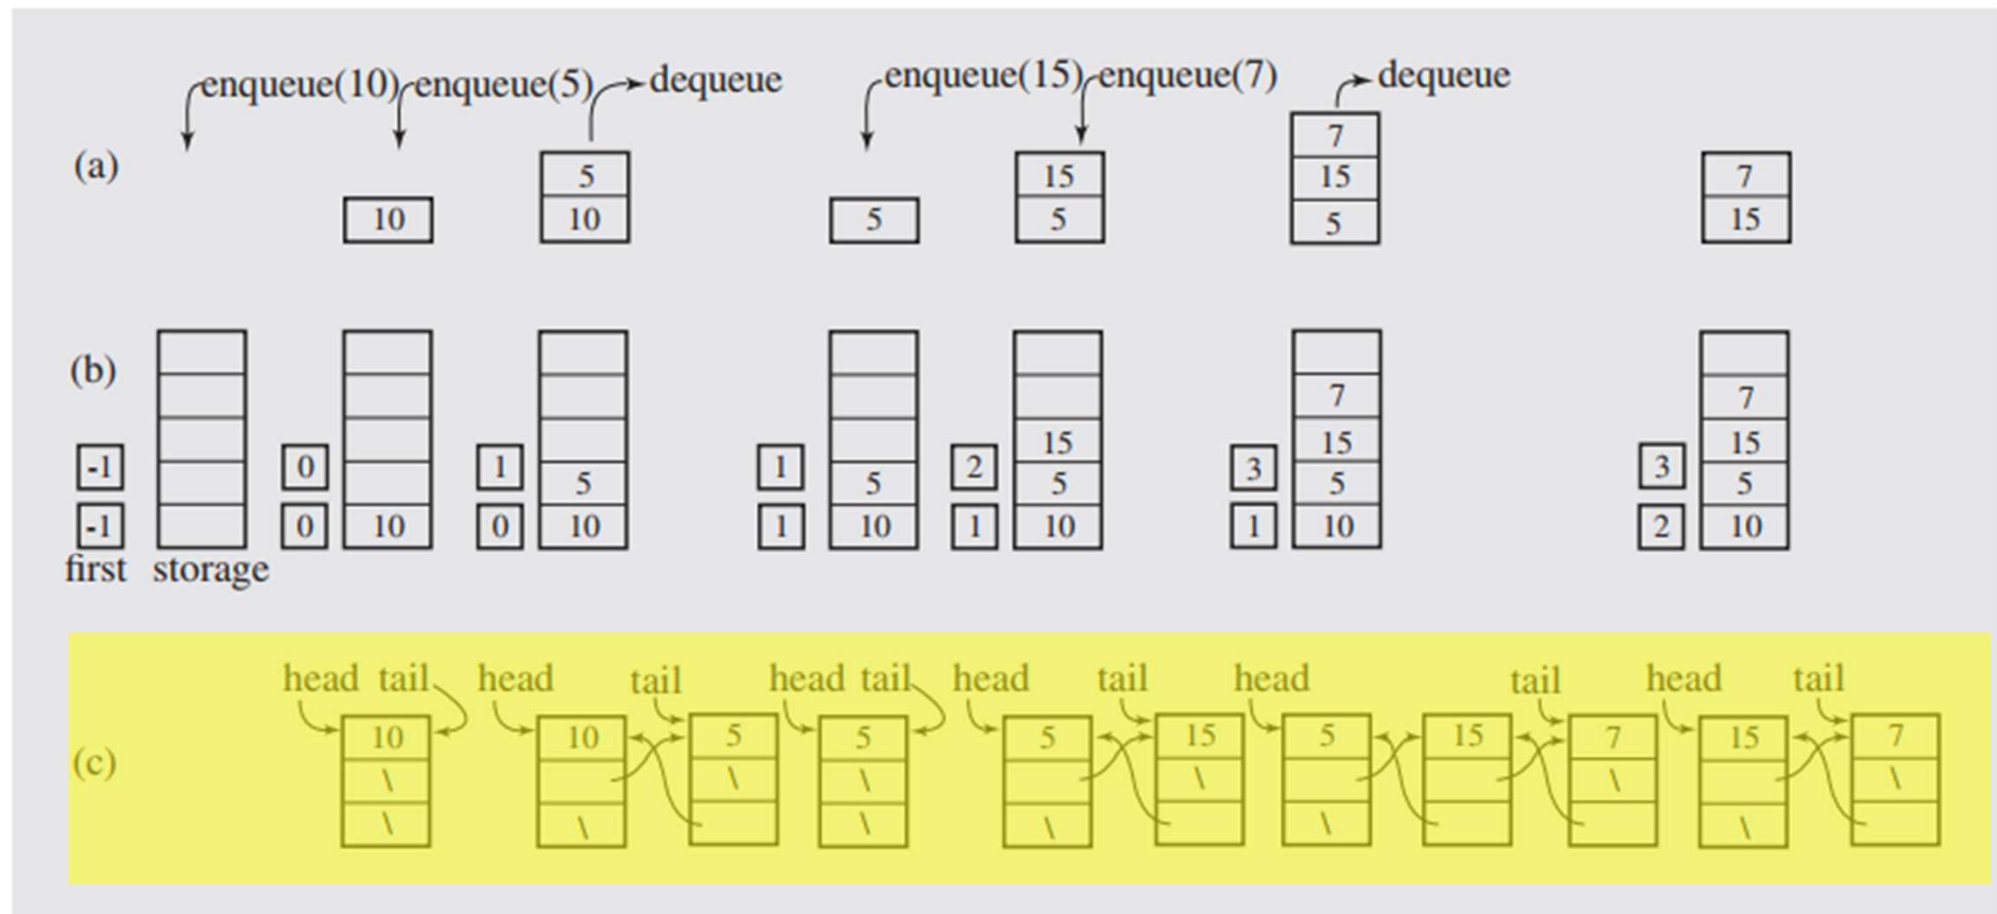 enqueue(10) enqueue(5) dequeue enqueue(15) enqueue(7) dequeue
7
(a) 5 15 15 7
10 10 5 5 5 15
(b)
7 7
15 15 15
-1 0 1 1 2 3 3
5 5 5 5 5
-1 0 10 0 10 1 10 1 10 1 10 2 10
first storage
head tail head tail head tail head tail head tail head tail
10 10 5 5 5 15 5 15 7 15 7
(c) \ \ \ \ \ \
\ \ \ \ \ \